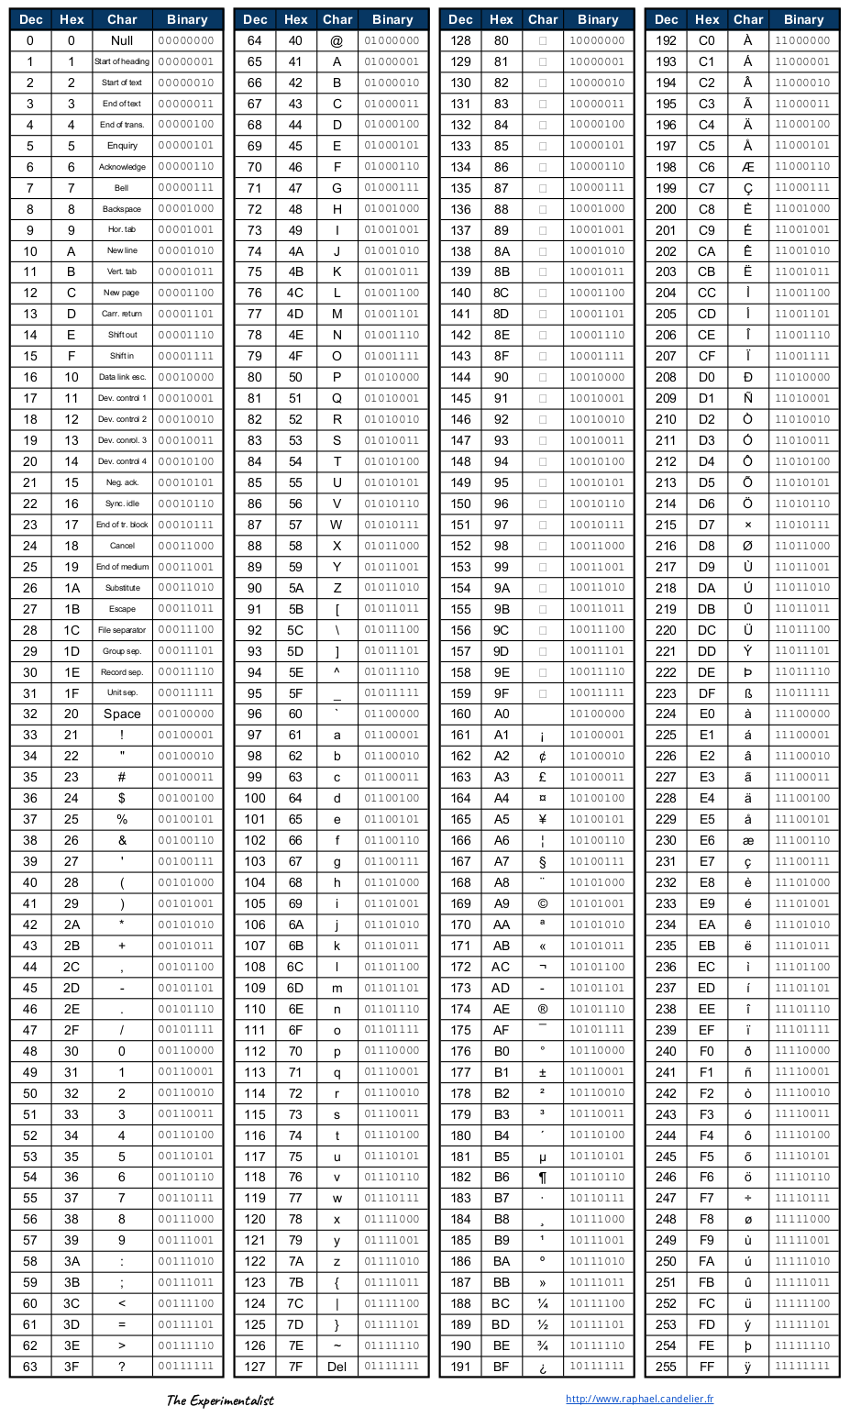 Dec Hex Char Binary
0 0 Null 00000000
1 1 Start of heading 00000001
2 2 Start of text 00000010
3 3 End of text 00000011
4 4 End of trans. 00000100
5 5 Enquiry 00000101
6 6 Acknowledge 00000110
7 7 Bell 00000111
8 8 Backspace 00001000
9 9 Hor. tab 00001001
10 A New line 00001010
11 B Vert. tab 00001011
12 C New page 00001100
13 D Carr. return 00001101
14 E Shift out 00001110
15 F Shift in 00001111
16 10 Data link esc. 00010000
17 11 Dev. control 1 00010001
18 12 Dev. control 2 00010010
19 13 Dev. conrol. 3 00010011
20 14 Dev. control 4 00010100
21 15 Neg. ack. 00010101
22 16 Sync. idle 00010110
23 17 End of tr. block 00010111
24 18 Cancel 00011000
25 19 End of medium 00011001
26 1A Substitute 00011010
27 1B Escape 00011011
28 1C File separator 00011100
29 1D Group sep. 00011101
30 1E Record sep. 00011110
31 1F Unit sep. 00011111
32 20 Space 00100000
33 21 ! 00100001
34 22 " 00100010
35 23 # 00100011
36 24 $ 00100100
37 25 % 00100101
38 26 & 00100110
39 27 ' 00100111
40 28 ( 00101000
41 29 ) 00101001
42 2A * 00101010
43 2B + 00101011
44 2C , 00101100
45 2D - 00101101
46 2E . 00101110
47 2F / 00101111
48 30 0 00110000
49 31 1 00110001
50 32 2 00110010
51 33 3 00110011
52 34 4 00110100
53 35 5 00110101
54 36 6 00110110
55 37 7 00110111
56 38 8 00111000
57 39 9 00111001
58 3A : 00111010
59 3B ; 00111011
60 3C < 00111100
61 3D = 00111101
62 3E > 00111110
63 3F ? 00111111
Dec Hex Char Binary
64 40 @ 01000000
65 41 A 01000001
66 42 B 01000010
67 43 C 01000011
68 44 D 01000100
69 45 E 01000101
70 46 F 01000110
71 47 G 01000111
72 48 H 01001000
73 49 I 01001001
74 4A J 01001010
75 4B K 01001011
76 4C L 01001100
77 4D M 01001101
78 4E N 01001110
79 4F O 01001111
80 50 P 01010000
81 51 Q 01010001
82 52 R 01010010
83 53 S 01010011
84 54 T 01010100
85 55 U 01010101
86 56 V 01010110
87 57 W 01010111
88 58 X 01011000
89 59 Y 01011001
90 5A Z 01011010
91 5B [ 01011011
92 5C \ 01011100
93 5D ] 01011101
94 5E ^ 01011110
95 5F _ 01011111
96 60 ` 01100000
97 61 a 01100001
98 62 b 01100010
99 63 c 01100011
100 64 d 01100100
101 65 e 01100101
102 66 f 01100110
103 67 g 01100111
104 68 h 01101000
105 69 i 01101001
106 6A j 01101010
107 6B k 01101011
108 6C l 01101100
109 6D m 01101101
110 6E n 01101110
111 6F o 01101111
112 70 p 01110000
113 71 q 01110001
114 72 r 01110010
115 73 s 01110011
116 74 t 01110100
117 75 u 01110101
118 76 v 01110110
119 77 w 01110111
120 78 x 01111000
121 79 y 01111001
122 7A z 01111010
123 7B { 01111011
124 7C | 01111100
125 7D } 01111101
126 7E ~ 01111110
127 7F Del 01111111
Dec Hex Char Binary
128 80 □ 10000000
129 81 □ 10000001
130 82 □ 10000010
131 83 □ 10000011
132 84 □ 10000100
133 85 □ 10000101
134 86 □ 10000110
135 87 □ 10000111
136 88 □ 10001000
137 89 □ 10001001
138 8A □ 10001010
139 8B □ 10001011
140 8C □ 10001100
141 8D □ 10001101
142 8E □ 10001110
143 8F □ 10001111
144 90 □ 10010000
145 91 □ 10010001
146 92 □ 10010010
147 93 □ 10010011
148 94 □ 10010100
149 95 □ 10010101
150 96 □ 10010110
151 97 □ 10010111
152 98 □ 10011000
153 99 □ 10011001
154 9A □ 10011010
155 9B □ 10011011
156 9C □ 10011100
157 9D □ 10011101
158 9E □ 10011110
159 9F □ 10011111
160 A0 10100000
161 A1 ¡ 10100001
162 A2 ¢ 10100010
163 A3 £ 10100011
164 A4 ¤ 10100100
165 A5 ¥ 10100101
166 A6 ¦ 10100110
167 A7 § 10100111
168 A8 ¨ 10101000
169 A9 © 10101001
170 AA ª 10101010
171 AB « 10101011
172 AC ¬ 10101100
173 AD - 10101101
174 AE ® 10101110
175 AF ¯ 10101111
176 B0 ° 10110000
177 B1 ± 10110001
178 B2 ² 10110010
179 B3 ³ 10110011
180 B4 ´ 10110100
181 B5 µ 10110101
182 B6 ¶ 10110110
183 B7 · 10110111
184 B8 ¸ 10111000
185 B9 ¹ 10111001
186 BA º 10111010
187 BB » 10111011
188 BC ¼ 10111100
189 BD ½ 10111101
190 BE ¾ 10111110
191 BF ¿ 10111111
Dec Hex Char Binary
192 C0 À 11000000
193 C1 Á 11000001
194 C2 Â 11000010
195 C3 Ã 11000011
196 C4 Ä 11000100
197 C5 Å 11000101
198 C6 Æ 11000110
199 C7 Ç 11000111
200 C8 È 11001000
201 C9 É 11001001
202 CA Ê 11001010
203 CB Ë 11001011
204 CC Ì 11001100
205 CD Í 11001101
206 CE Î 11001110
207 CF Ï 11001111
208 D0 Ð 11010000
209 D1 Ñ 11010001
210 D2 Ò 11010010
211 D3 Ó 11010011
212 D4 Ô 11010100
213 D5 Õ 11010101
214 D6 Ö 11010110
215 D7 × 11010111
216 D8 Ø 11011000
217 D9 Ù 11011001
218 DA Ú 11011010
219 DB Û 11011011
220 DC Ü 11011100
221 DD Ý 11011101
222 DE Þ 11011110
223 DF ß 11011111
224 E0 à 11100000
225 E1 á 11100001
226 E2 â 11100010
227 E3 ã 11100011
228 E4 ä 11100100
229 E5 å 11100101
230 E6 æ 11100110
231 E7 ç 11100111
232 E8 è 11101000
233 E9 é 11101001
234 EA ê 11101010
235 EB ë 11101011
236 EC ì 11101100
237 ED í 11101101
238 EE î 11101110
239 EF ï 11101111
240 F0 ð 11110000
241 F1 ñ 11110001
242 F2 ò 11110010
243 F3 ó 11110011
244 F4 ô 11110100
245 F5 õ 11110101
246 F6 ö 11110110
247 F7 ÷ 11110111
248 F8 ø 11111000
249 F9 ù 11111001
250 FA ú 11111010
251 FB û 11111011
252 FC ü 11111100
253 FD ý 11111101
254 FE þ 11111110
255 FF ÿ 11111111
The Experimentalist
http://www.raphael.candelier.fr